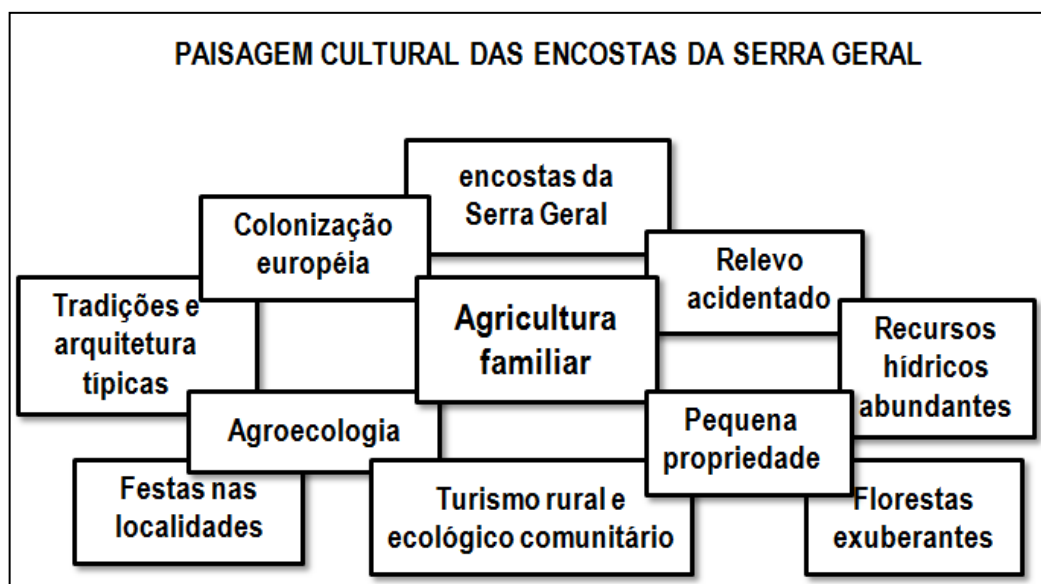 PAISAGEM CULTURAL DAS ENCOSTAS DA SERRA GERAL
encostas da
Serra Geral
Colonização
européia
Relevo
acidentado
Tradições e
arquitetura
típicas
Agricultura
familiar
Recursos
hídricos
abundantes
Agroecologia
Pequena
propriedade
Festas nas
localidades
Turismo rural e
ecológico comunitário
Florestas
exuberantes